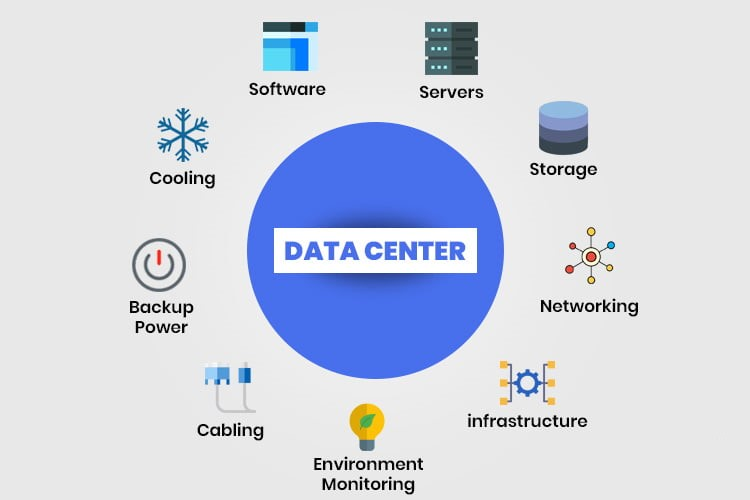 Software
Servers
Cooling
Storage
DATA CENTER
Backup
Power
Networking
Cabling
infrastructure
Environment
Monitoring